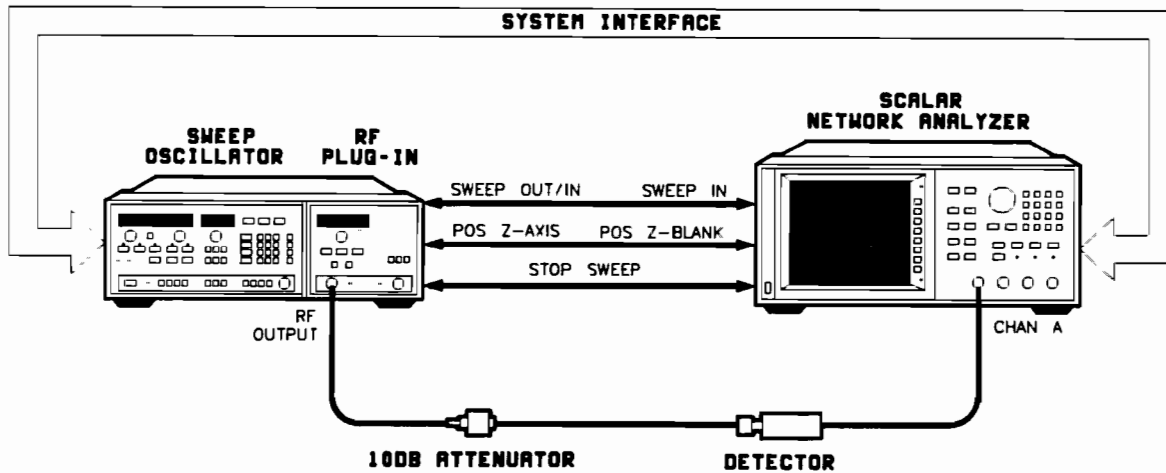 SYSTEM INTERFACE
SCALAR
NETWORK ANALYZER
SWEEP
OSCILLATOR
RF
PLUG-IN
SWEEP OUT/IN
SWEEP IN
POS Z-AXIS
POS Z-BLANK
STOP SWEEP
RF
OUTPUT
CHAN A
10DB ATTENUATOR
DETECTOR